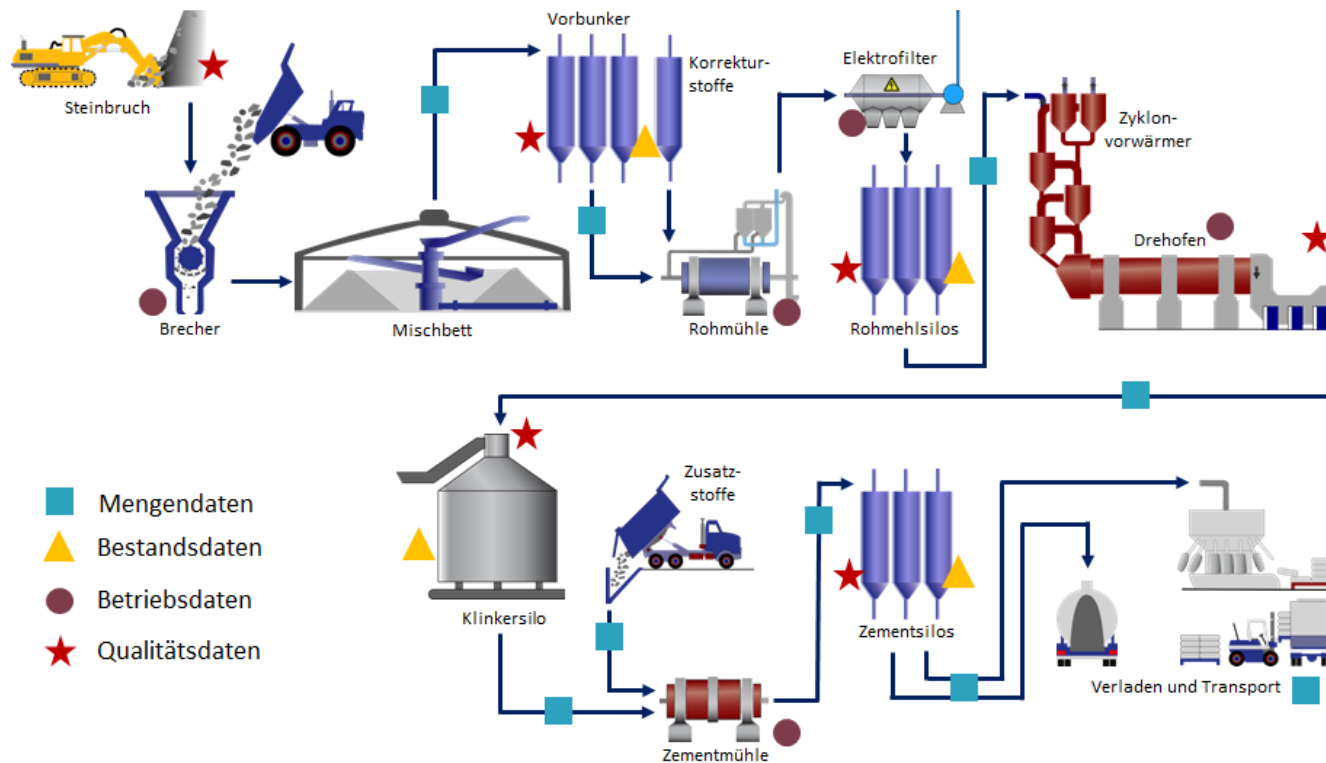 Vorbunker
Steinbruch
Korrektur-
stoffe
Elektrofilter
Zyklon-
vorwärmer
Drehofen
Brecher
Mischbett
Rohmühle
Rohmehlsilos
Mengendaten
Bestandsdaten
Betriebsdaten
Qualitätsdaten
Klinkersilo
Zusatz-
stoffe
Zementmühle
Zementsilos
Verladen und Transport